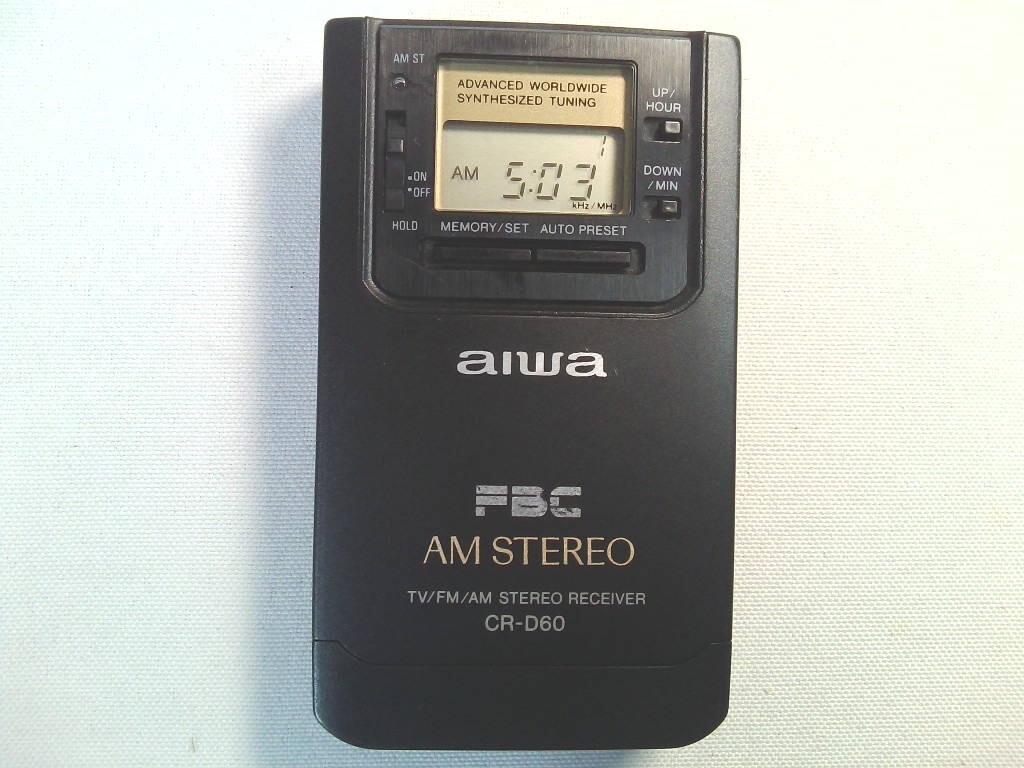 AM ST
ADVANCED WORLDWIDE
SYNTHESIZED TUNING
UP/
HOUR
1
AM 5:03
kHz/MHz
DOWN
/MIN
ON
OFF
HOLD
MEMORY/SET AUTO PRESET
aiwa
FBC
AM STEREO
TV/FM/AM STEREO RECEIVER
CR-D60